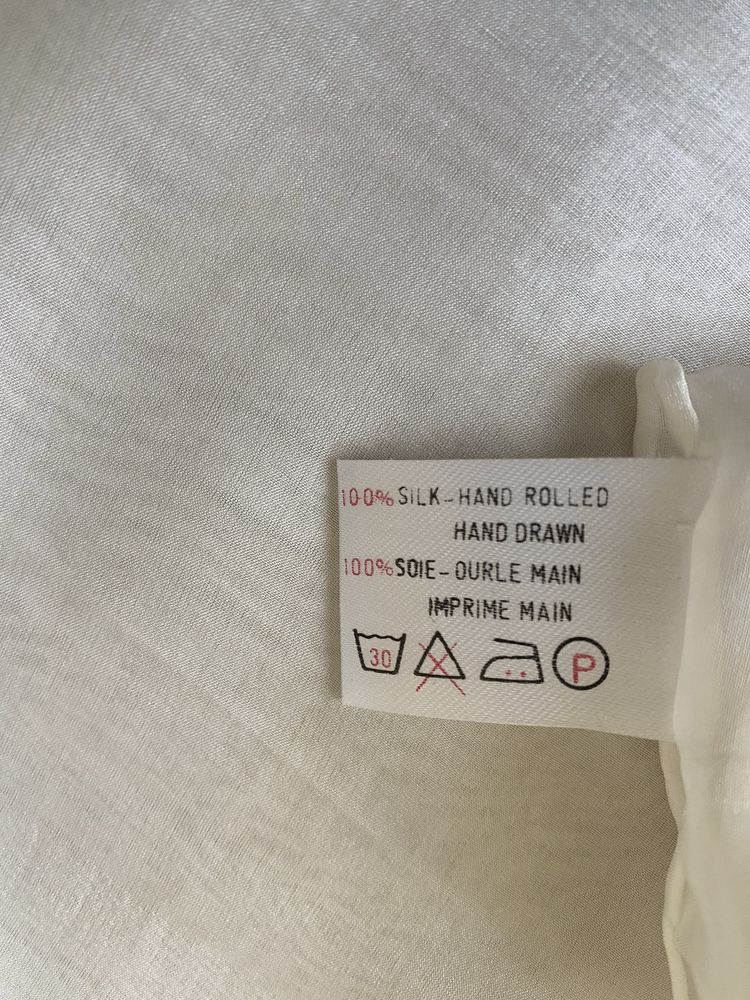 100% SILK-HAND ROLLED
HAND DRAWN
100% SOIE-OURLE MAIN
IMPRIME MAIN
30 P